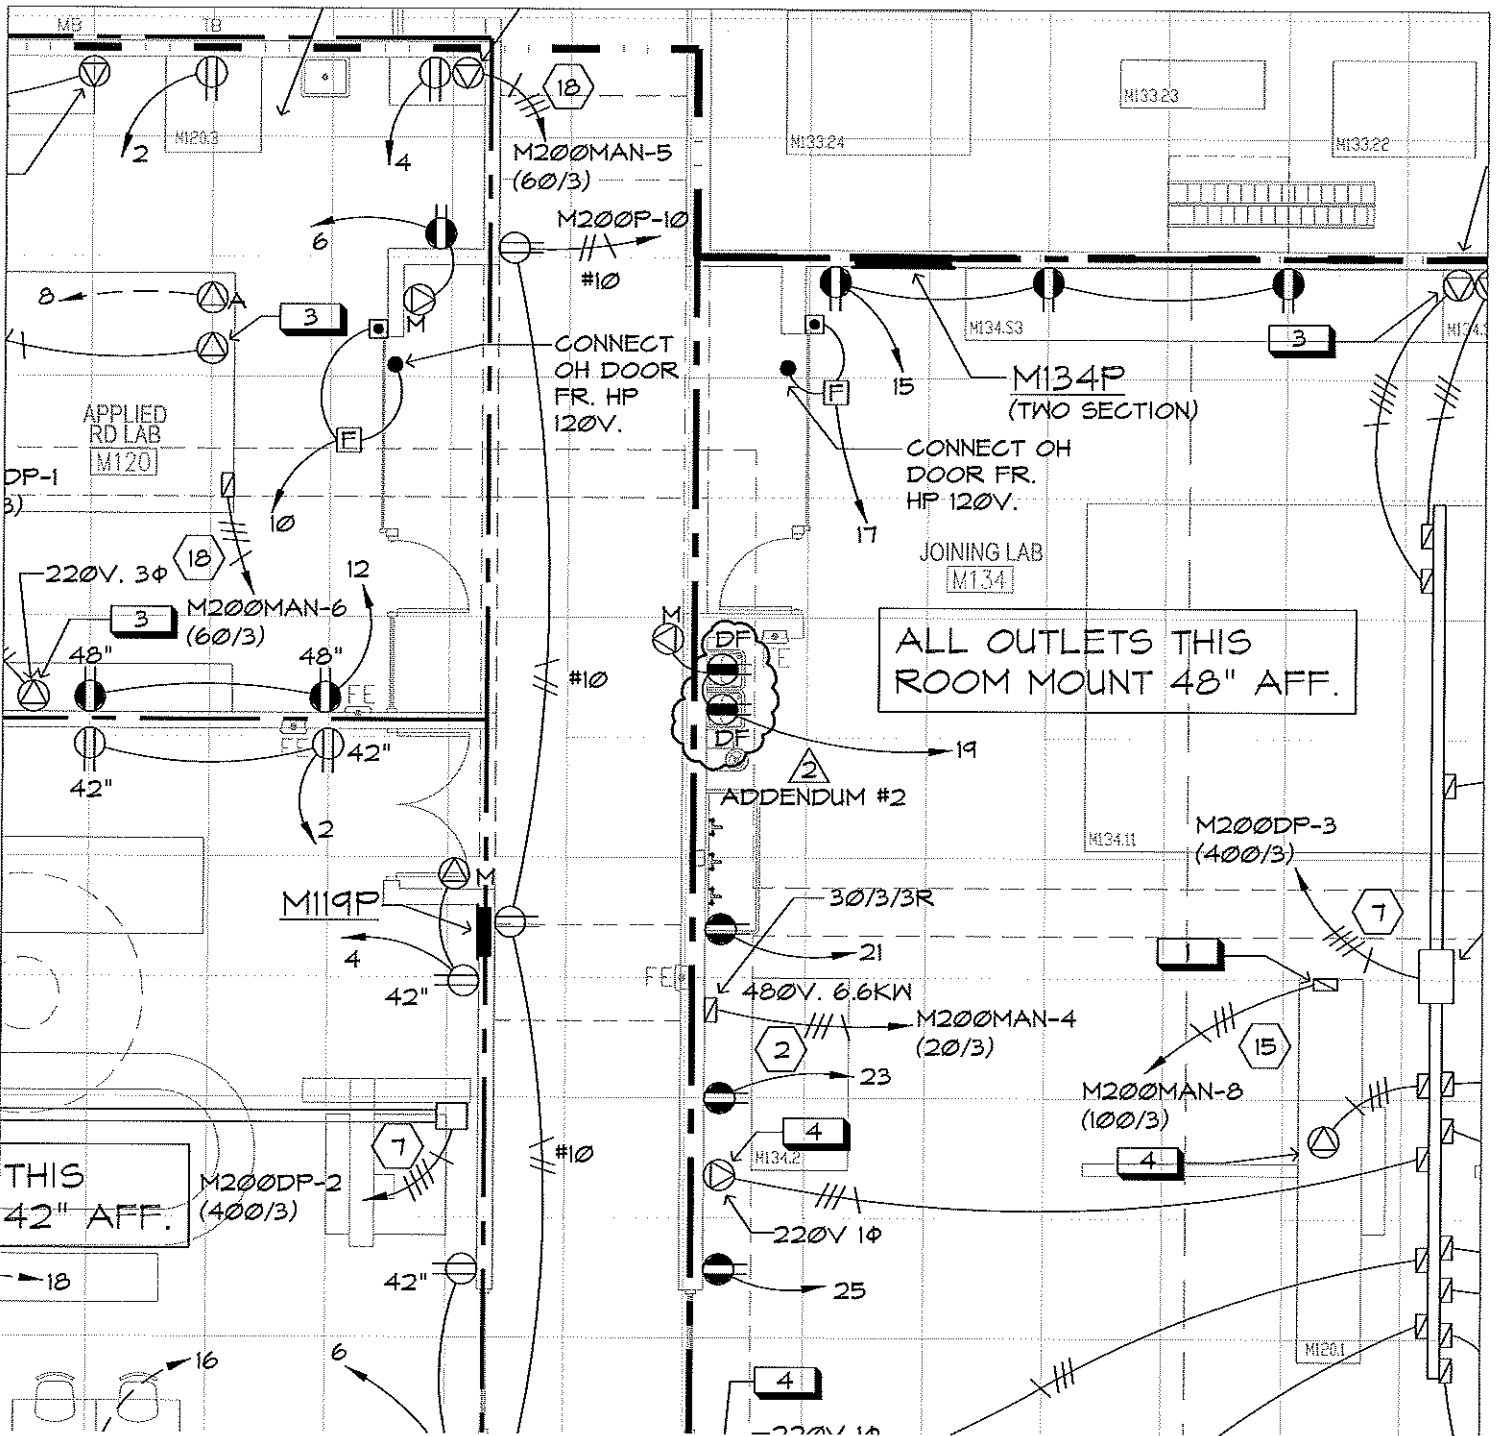 MB
TB
18
M133.23
M133.24
M133.22
M120.3
2
4
M200MAN-5
(60/3)
M200P-10
6
#10
8
A
3
M
CONNECT
OH DOOR
FR. HP
120V.
M134.S3
3
15
M134P
(TWO SECTION)
APPLIED
RD LAB
M120
F
F
CONNECT OH
DOOR FR.
HP 120V.
DP-1
10
17
JOINING LAB
M134
18
220V. 3Φ
12
3
M200MAN-6
(60/3)
M
DF
FE
ALL OUTLETS THIS
ROOM MOUNT 48" AFF.
48"
48"
#10
FE
FE
42"
42"
DF
19
2
ADDENDUM #2
2
M134.11
M200DP-3
(400/3)
M119P
M
30/3/3R
7
4
21
1
42"
FE
480V. 6.6KW
M200MAN-4
(20/3)
2
15
23
M200MAN-8
(100/3)
7
#10
4
M134.2
4
THIS
42" AFF.
M200DP-2
(400/3)
220V 1Φ
18
42"
25
16
6
M120.1
4
220V 1Φ